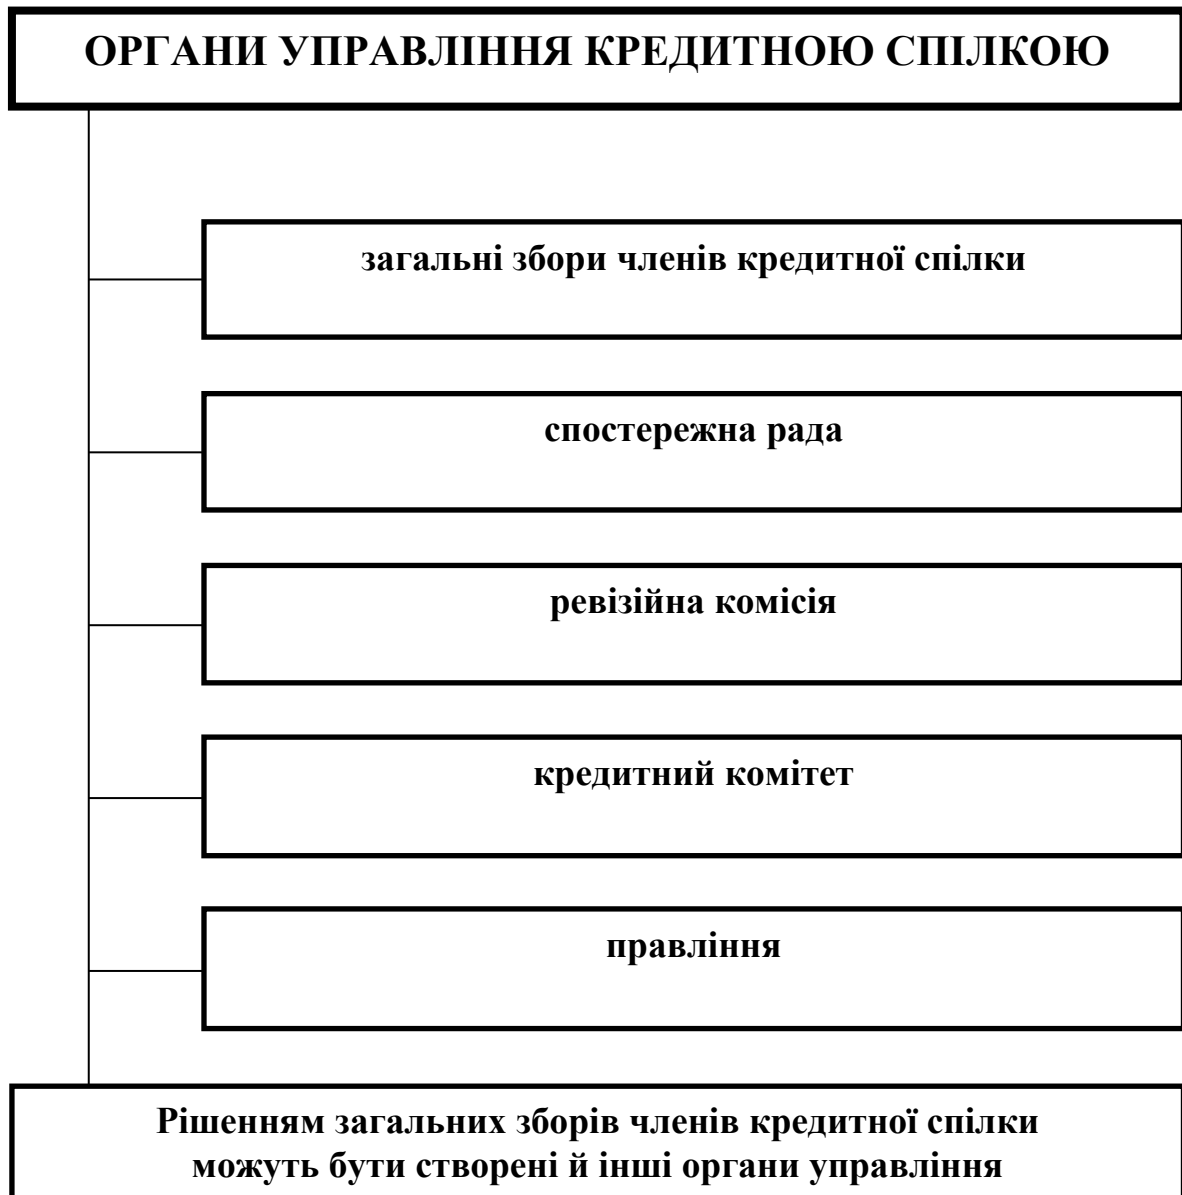 ОРГАНИ УПРАВЛІННЯ КРЕДИТНОЮ СПІЛКОЮ
загальні збори членів кредитної спілки
спостережна рада
ревізійна комісія
кредитний комітет
правління
Рішенням загальних зборів членів кредитної спілки
можуть бути створені й інші органи управління